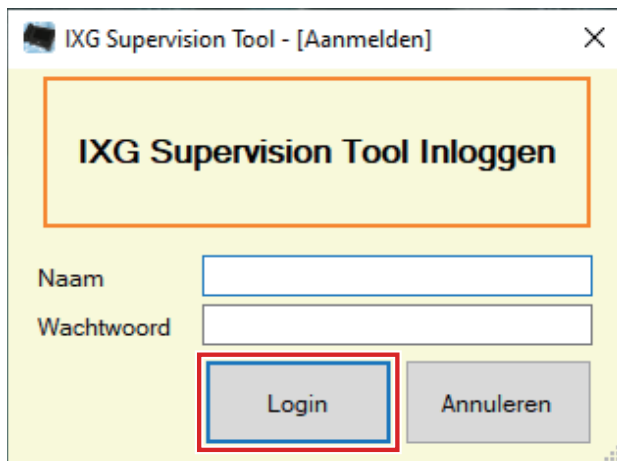 IXG Supervision Tool - [Aanmelden]
IXG Supervision Tool Inloggen
Naam
Wachtwoord
Login Annuleren